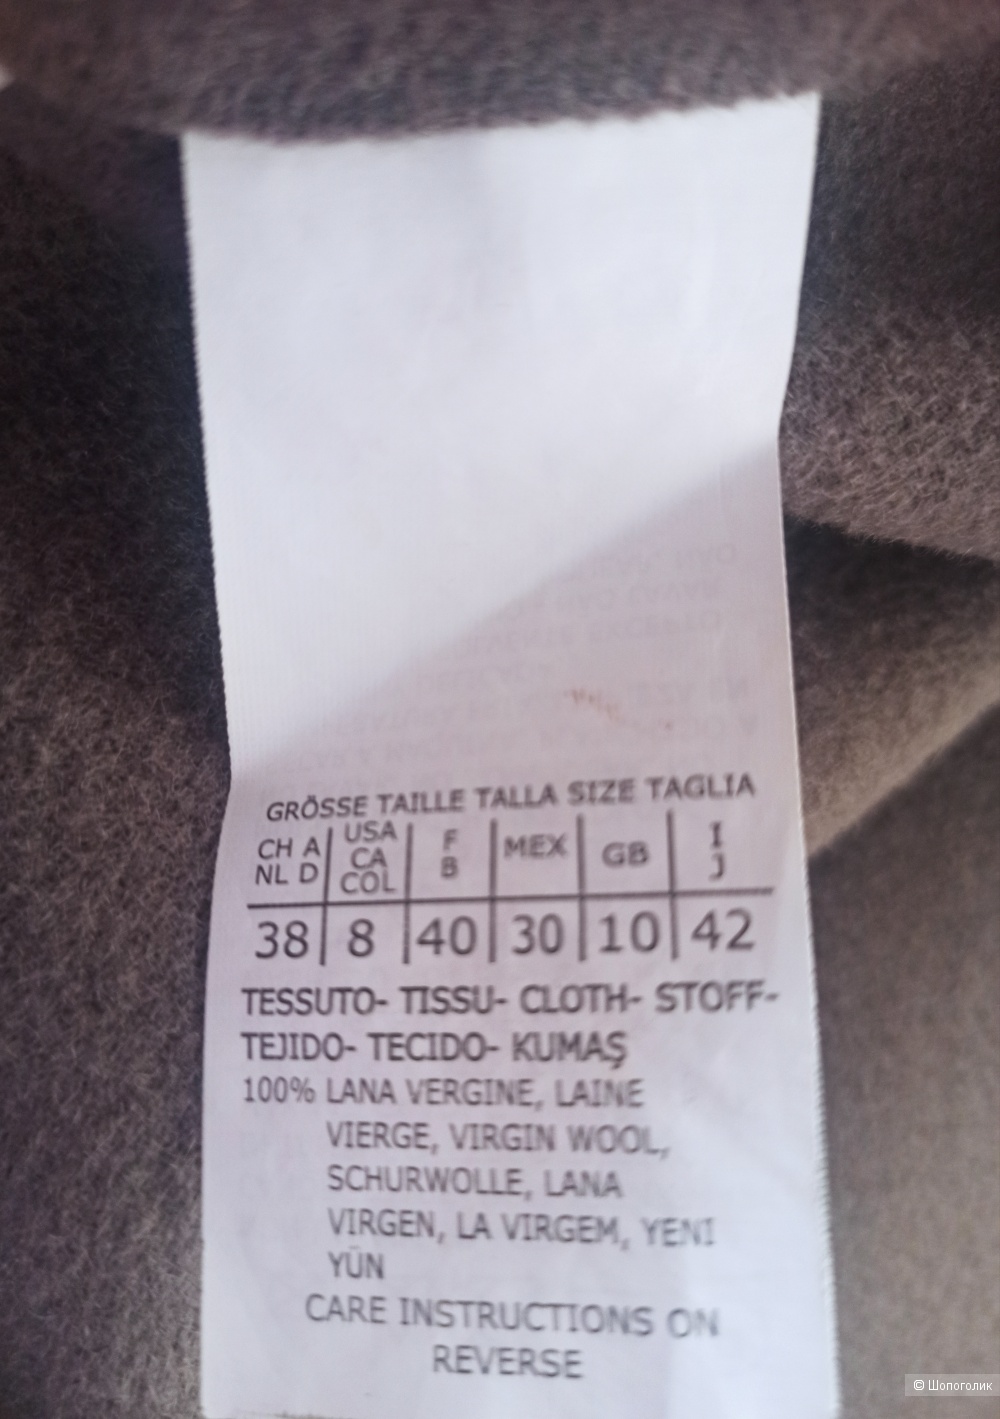 GRÖSSE TAILLE TALLA SIZE TAGLIA
CH A | USA | F | MEX | GB | I
NL D | CA | B | J
COL
38 | 8 | 40 | 30 | 10 | 42
TESSUTO- TISSU- CLOTH- STOFF-
TEJIDO- TECIDO- KUMAŞ
100% LANA VERGINE, LAINE
VIERGE, VIRGIN WOOL,
SCHURWOLLE, LANA
VIRGEN, LA VIRGEM, YENI
YÜN
CARE INSTRUCTIONS ON
REVERSE
© Шопоголик